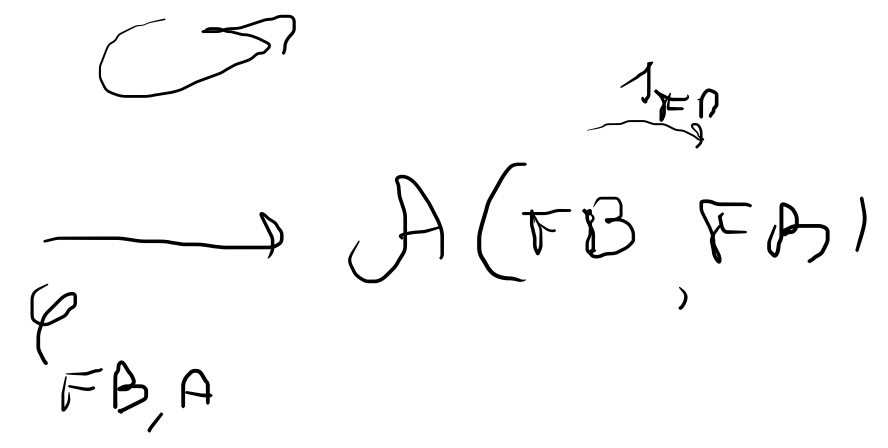 1_{FB}
⟶ 𝒜(FB, FB)
φ_{FB, A}